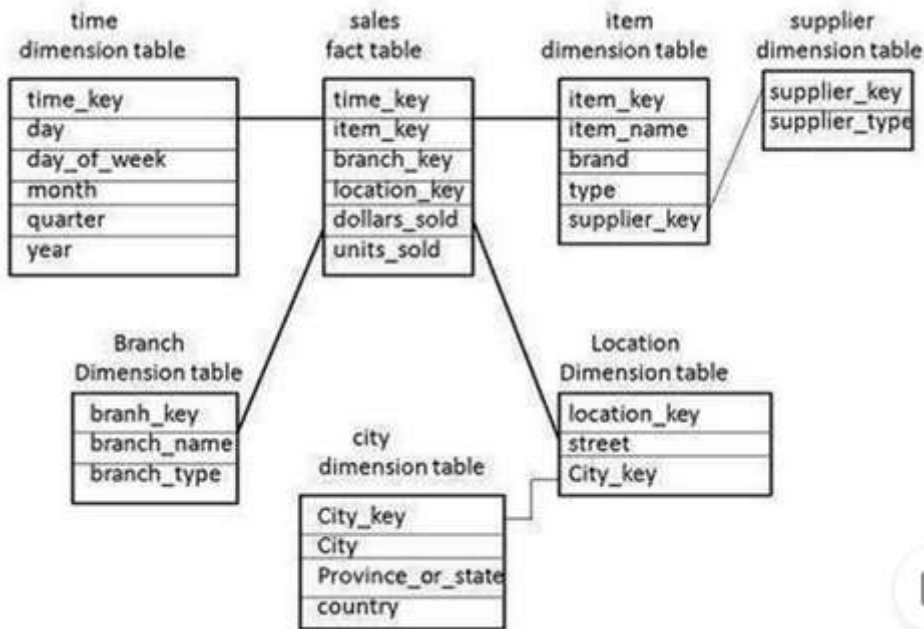 time
dimension table
time_key
day
day_of_week
month
quarter
year
sales
fact table
time_key
item_key
branch_key
location_key
dollars_sold
units_sold
item
dimension table
item_key
item_name
brand
type
supplier_key
supplier
dimension table
supplier_key
supplier_type
Branch
Dimension table
branh_key
branch_name
branch_type
city
dimension table
City_key
City
Province_or_state
country
Location
Dimension table
location_key
street
City_key